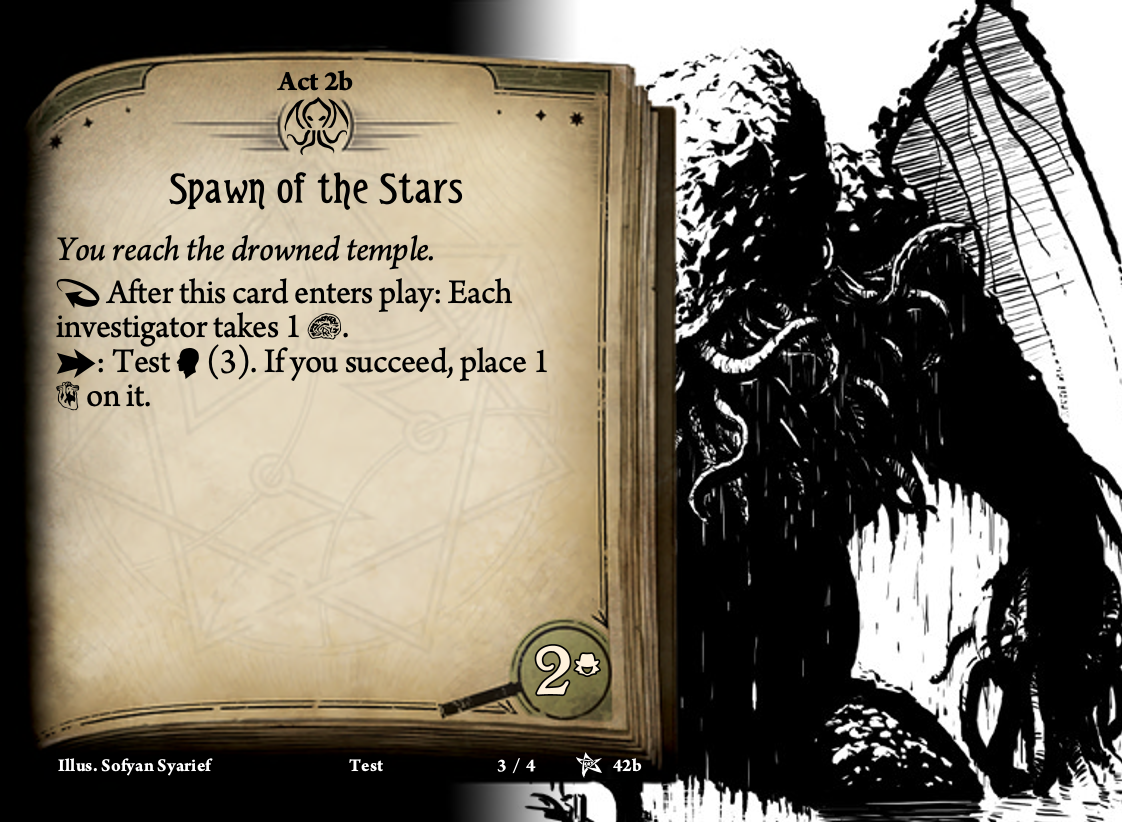 Act 2b
Spawn of the Stars
You reach the drowned temple.
After this card enters play: Each
investigator takes 1 .
: Test (3). If you succeed, place 1
on it.
2
Illus. Sofyan Syarief
Test
3 / 4
42b